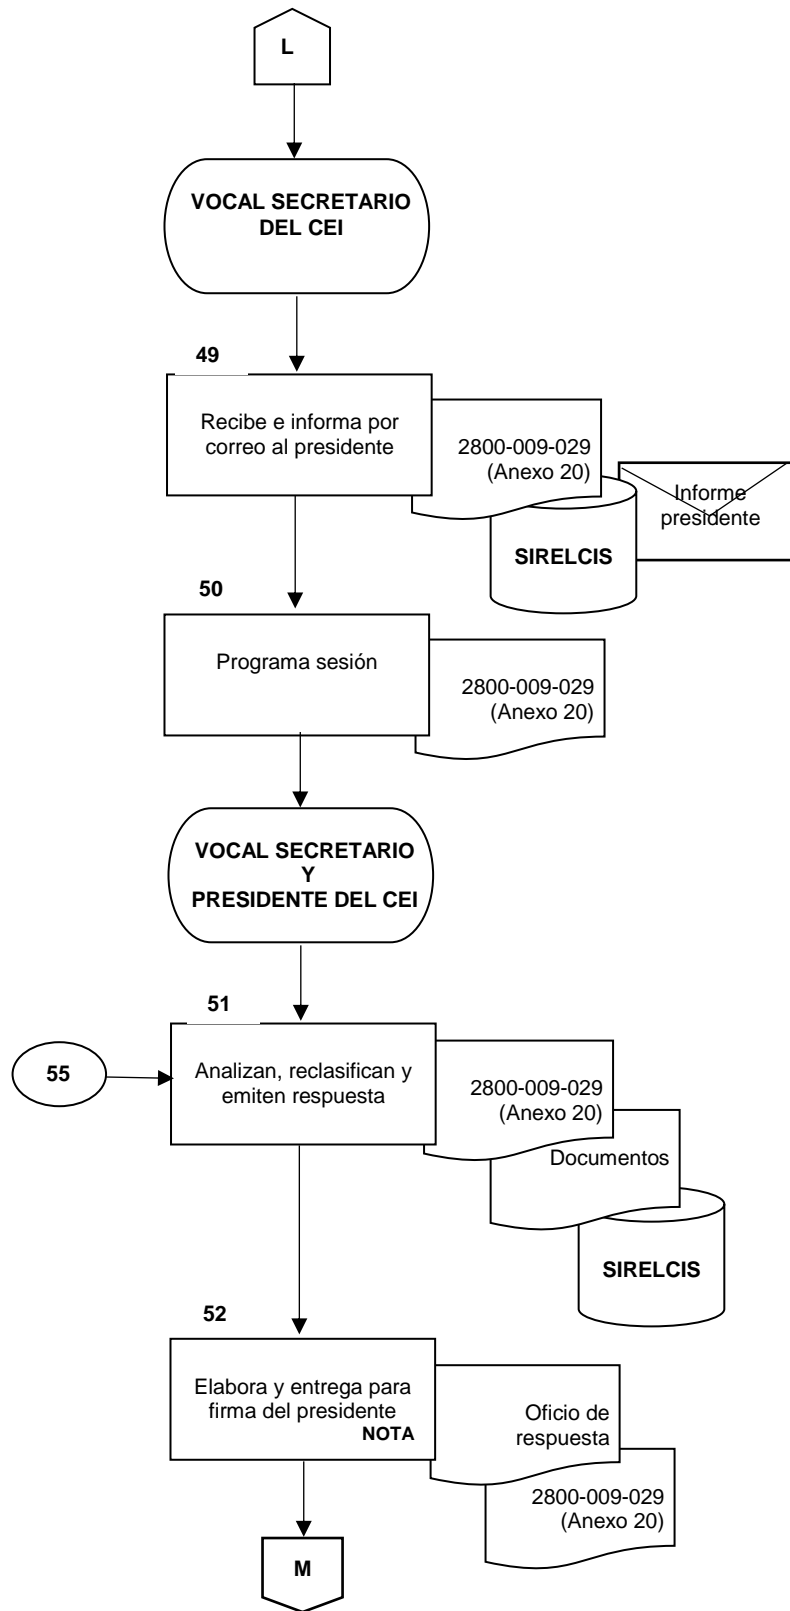 L
VOCAL SECRETARIO
DEL CEI
49
Recibe e informa por
correo al presidente
2800-009-029
(Anexo 20)
Informe
presidente
SIRELCIS
50
Programa sesión
2800-009-029
(Anexo 20)
VOCAL SECRETARIO
Y
PRESIDENTE DEL CEI
51
55
Analizan, reclasifican y
emiten respuesta
2800-009-029
(Anexo 20)
Documentos
SIRELCIS
52
Elabora y entrega para
firma del presidente
NOTA
Oficio de
respuesta
2800-009-029
(Anexo 20)
M